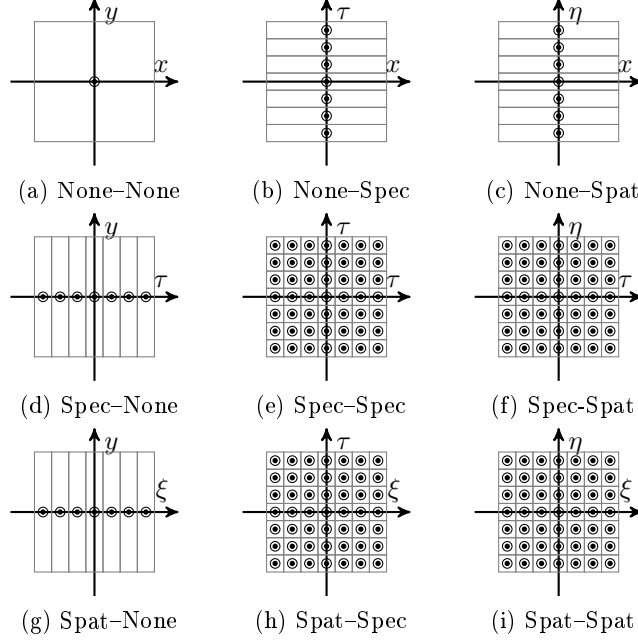 y
x
(a) None–None
τ
x
(b) None–Spec
η
x
(c) None–Spat
y
τ
(d) Spec–None
τ
τ
(e) Spec–Spec
η
τ
(f) Spec-Spat
y
ξ
(g) Spat–None
τ
ξ
(h) Spat–Spec
η
ξ
(i) Spat–Spat